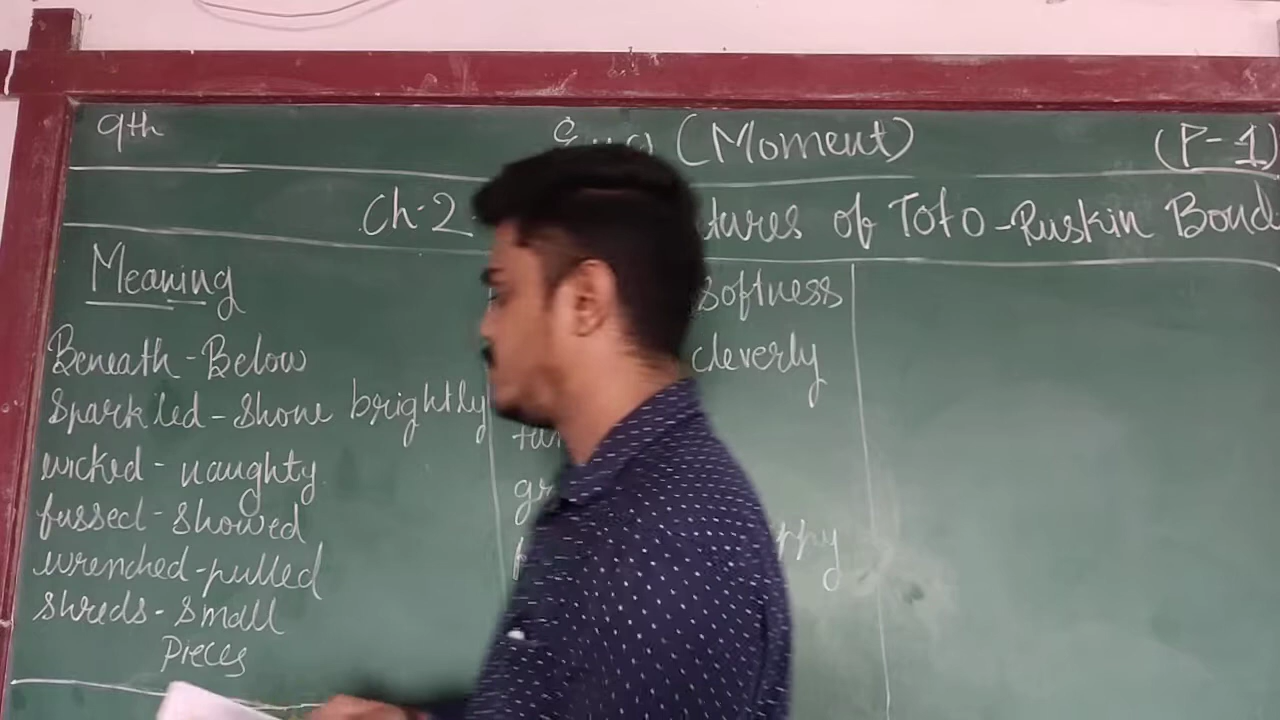 9th (Moment) (P-1)
Ch-2 of Toto - Ruskin Bond
Meaning
Beneath - Below
Sparkled - Shone brightly
wicked - naughty
fussed - showed
wrenched - pulled
shreds - small
Pieces
softness
cleverly